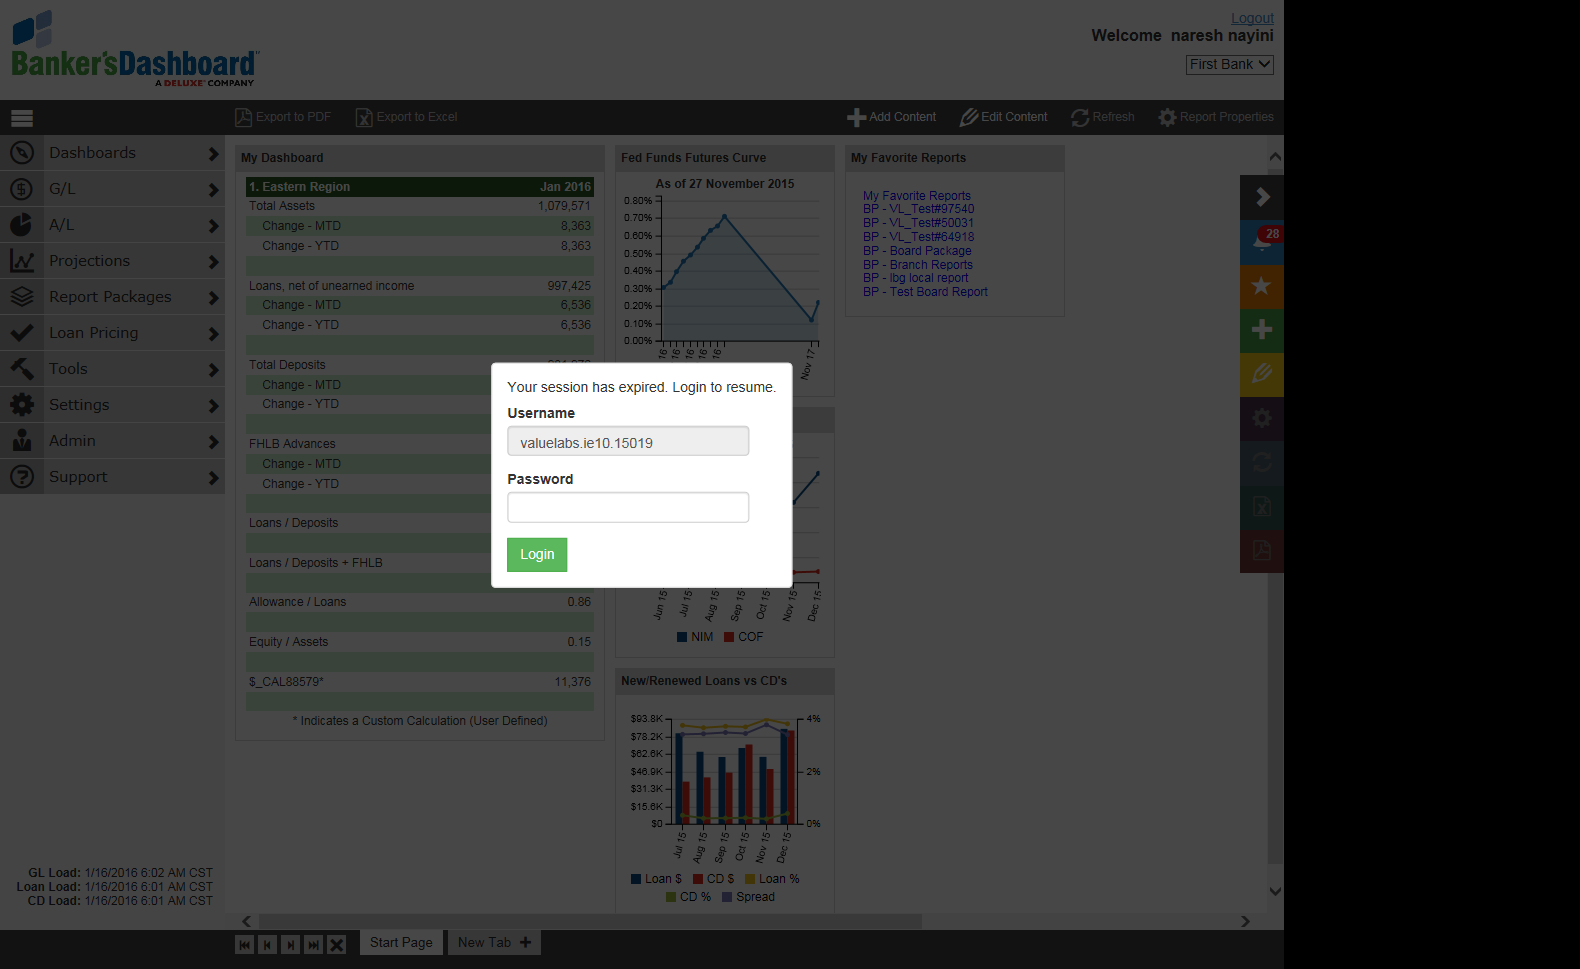 Logout
Welcome naresh nayini
First Bank
Banker'sDashboard
A DELUXE COMPANY
Export to PDF
Export to Excel
Add Content
Edit Content
Refresh
Report Properties
Dashboards
G/L
A/L
Projections
Report Packages
Loan Pricing
Tools
Settings
Admin
Support
GL Load: 1/16/2016 6:02 AM CST
Loan Load: 1/16/2016 6:01 AM CST
CD Load: 1/16/2016 6:01 AM CST
My Dashboard
1. Eastern Region Jan 2016
Total Assets 1,079,571
Change - MTD 8,363
Change - YTD 8,363
Loans, net of unearned income 997,425
Change - MTD 6,536
Change - YTD 6,536
Total Deposits
Change - MTD
Change - YTD
FHLB Advances
Change - MTD
Change - YTD
Loans / Deposits
Loans / Deposits + FHLB
Allowance / Loans 0.86
Equity / Assets 0.15
$_CAL88579* 11,376
* Indicates a Custom Calculation (User Defined)
Fed Funds Futures Curve
As of 27 November 2015
0.80%
0.70%
0.60%
0.50%
0.40%
0.30%
0.20%
0.10%
0.00%
16 16 16 16 16 Nov 17
Your session has expired. Login to resume.
Username
valuelabs.ie10.15019
Password
Login
Jun 15 Jul 15 Aug 15 Sep 15 Oct 15 Nov 15 Dec 15
NIM COF
New/Renewed Loans vs CD's
$93.8K 4%
$78.2K
$62.6K
$46.9K 2%
$31.3K
$15.6K
$0 0%
Jul 15 Aug 15 Sep 15 Oct 15 Nov 15 Dec 15
Loan $ CD $ Loan %
CD % Spread
My Favorite Reports
My Favorite Reports
BP - VL_Test#97540
BP - VL_Test#50031
BP - VL_Test#64918
BP - Board Package
BP - Branch Reports
BP - lbg local report
BP - Test Board Report
28
Start Page
New Tab